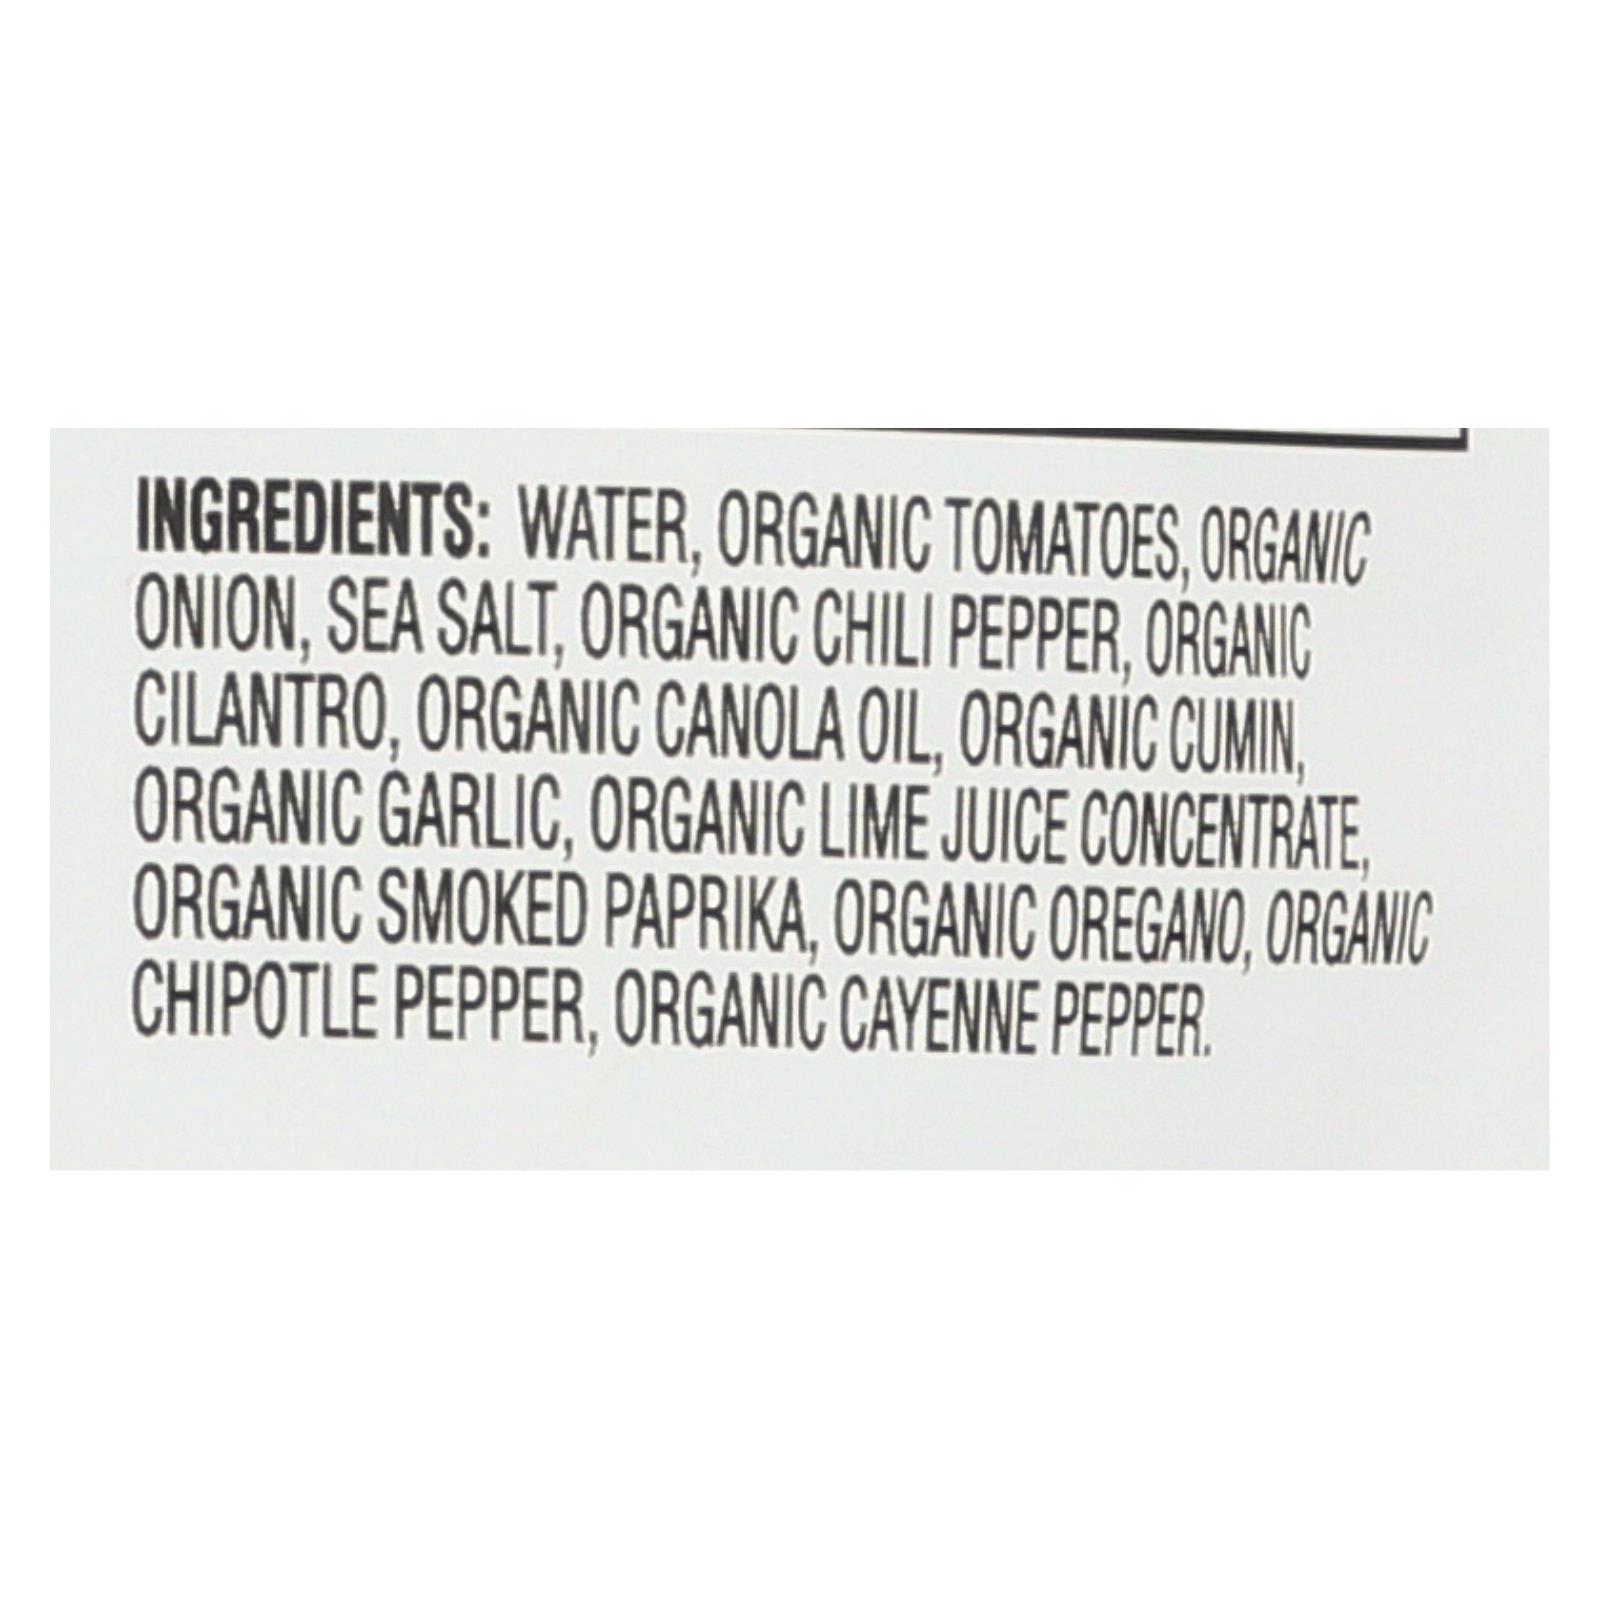 INGREDIENTS: WATER, ORGANIC TOMATOES, ORGANIC
ONION, SEA SALT, ORGANIC CHILI PEPPER, ORGANIC
CILANTRO, ORGANIC CANOLA OIL, ORGANIC CUMIN,
ORGANIC GARLIC, ORGANIC LIME JUICE CONCENTRATE,
ORGANIC SMOKED PAPRIKA, ORGANIC OREGANO, ORGANIC
CHIPOTLE PEPPER, ORGANIC CAYENNE PEPPER.